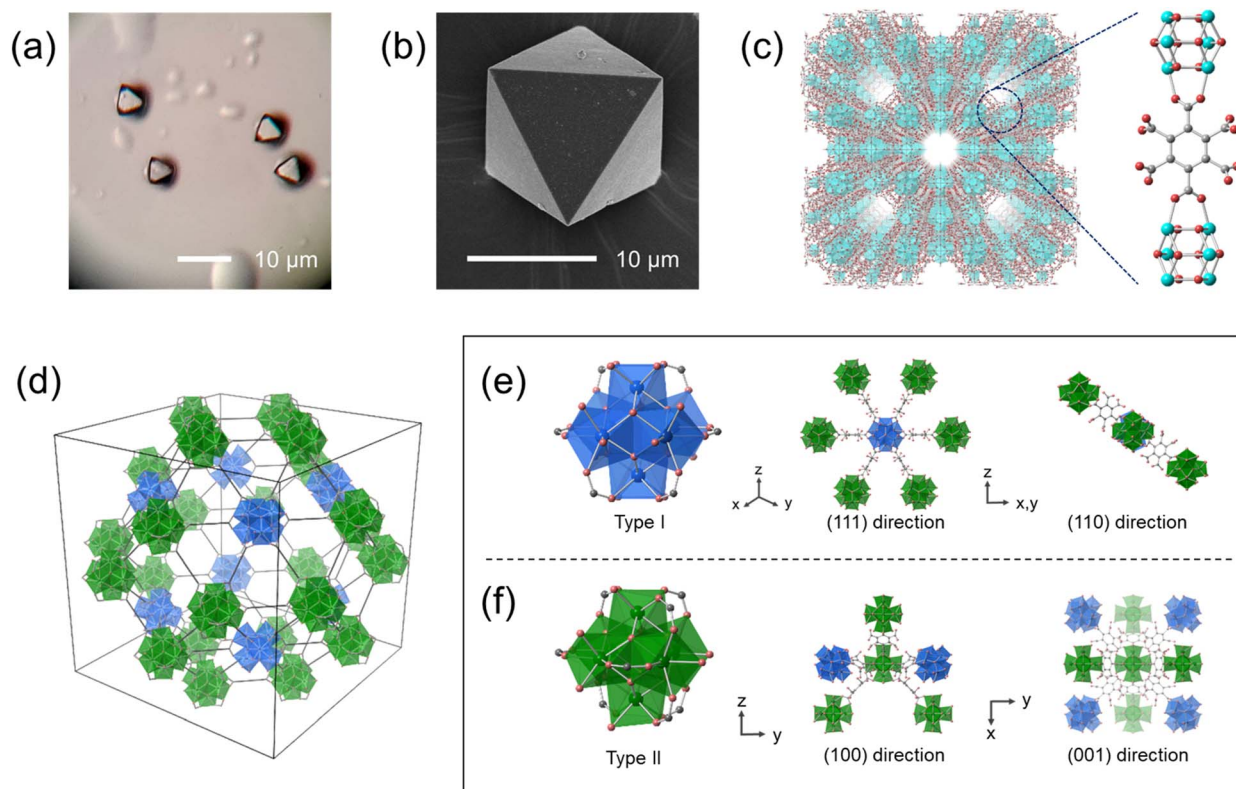 (a)
10 µm
(b)
10 µm
(c)
(d)
(e)
Type I
z
x
y
(111) direction
z
x,y
(110) direction
(f)
Type II
z
y
(100) direction
y
x
(001) direction